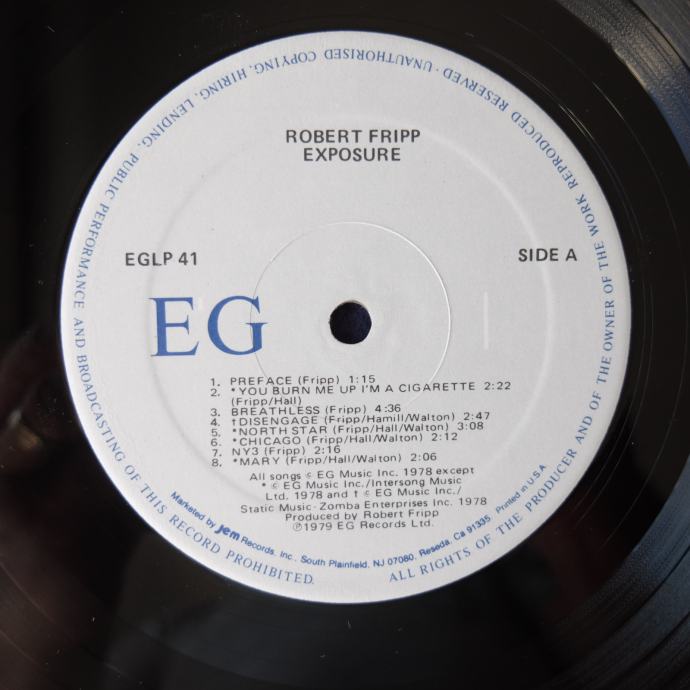 ROBERT FRIPP
EXPOSURE
EGLP 41
SIDE A
EG
1. PREFACE (Fripp) 1:15
2. *YOU BURN ME UP I'M A CIGARETTE 2:22
(Fripp/Hall)
3. BREATHLESS (Fripp) 4:36
4. †DISENGAGE (Fripp/Hamill/Walton) 2:47
5. *NORTH STAR (Fripp/Hall/Walton) 3:08
6. *CHICAGO (Fripp/Hall/Walton) 2:12
7. NY3 (Fripp) 2:16
8. *MARY (Fripp/Hall/Walton) 2:06
All songs © EG Music Inc. 1978 except
* © EG Music Inc./Intersong Music
Ltd. 1978 and † © EG Music Inc./
Static Music-Zomba Enterprises Inc. 1978
Produced by Robert Fripp
℗1979 EG Records Ltd.
Marketed by Jem Records, Inc., South Plainfield, NJ 07080, Reseda, Ca 91335 Printed in U.S.A
ALL RIGHTS OF THE PRODUCER AND OF THE OWNER OF THE WORK REPRODUCED RESERVED · UNAUTHORISED COPYING, HIRING, LENDING, PUBLIC PERFORMANCE AND BROADCASTING OF THIS RECORD PROHIBITED.